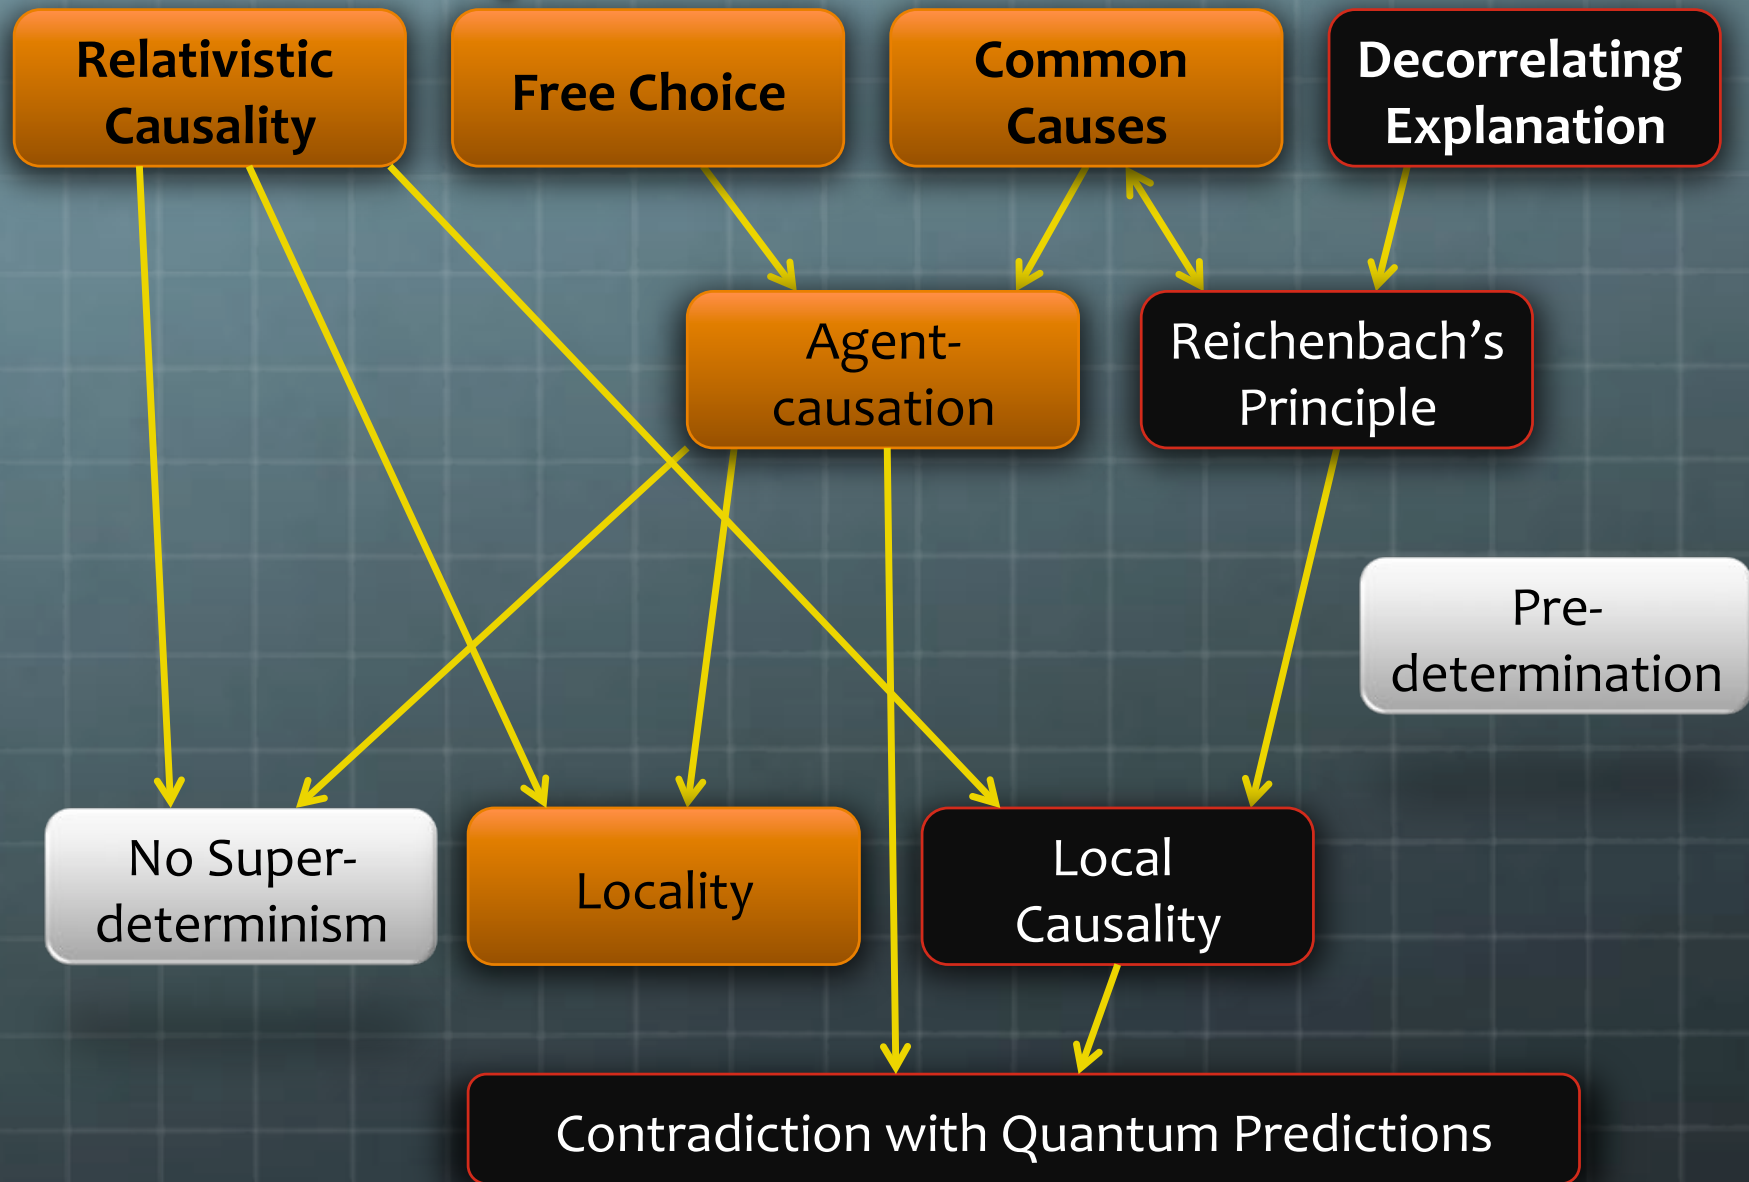 Relativistic
Causality
Free Choice
Common
Causes
Decorrelating
Explanation
Agent-
causation
Reichenbach’s
Principle
Pre-
determination
No Super-
determinism
Locality
Local
Causality
Contradiction with Quantum Predictions